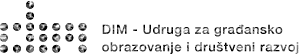 DIM - Udruga za građansko
obrazovanje i društveni razvoj